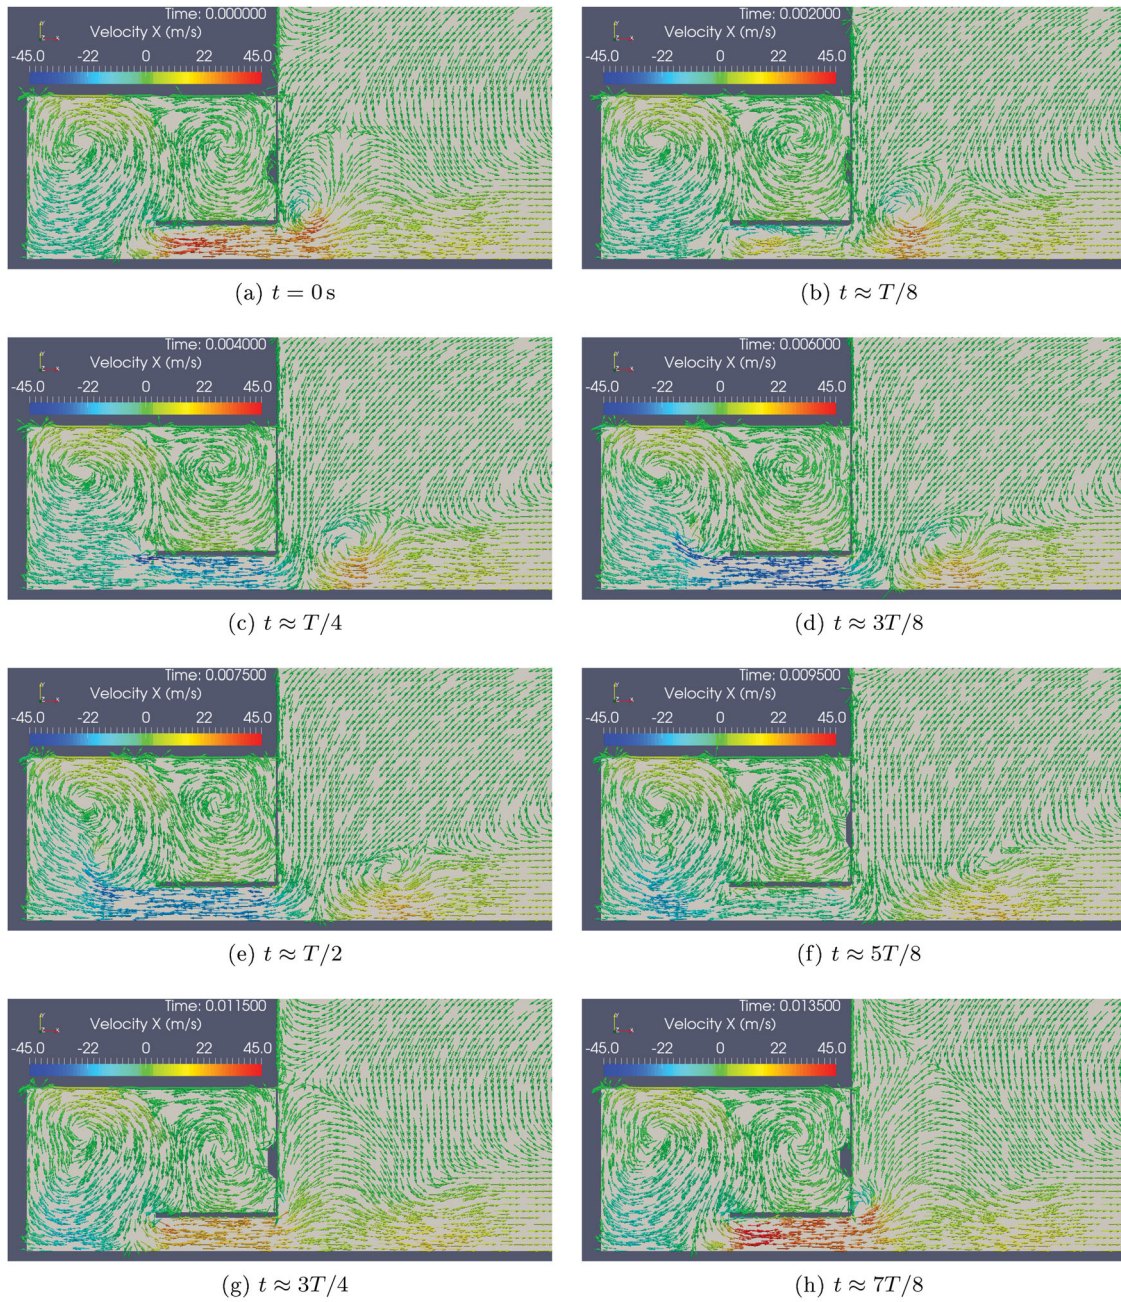 Time: 0.000000
Velocity X (m/s)
-45.0 -22 0 22 45.0
(a) t = 0 s
Time: 0.002000
Velocity X (m/s)
-45.0 -22 0 22 45.0
(b) t ≈ T/8
Time: 0.004000
Velocity X (m/s)
-45.0 -22 0 22 45.0
(c) t ≈ T/4
Time: 0.006000
Velocity X (m/s)
-45.0 -22 0 22 45.0
(d) t ≈ 3T/8
Time: 0.007500
Velocity X (m/s)
-45.0 -22 0 22 45.0
(e) t ≈ T/2
Time: 0.009500
Velocity X (m/s)
-45.0 -22 0 22 45.0
(f) t ≈ 5T/8
Time: 0.011500
Velocity X (m/s)
-45.0 -22 0 22 45.0
(g) t ≈ 3T/4
Time: 0.013500
Velocity X (m/s)
-45.0 -22 0 22 45.0
(h) t ≈ 7T/8